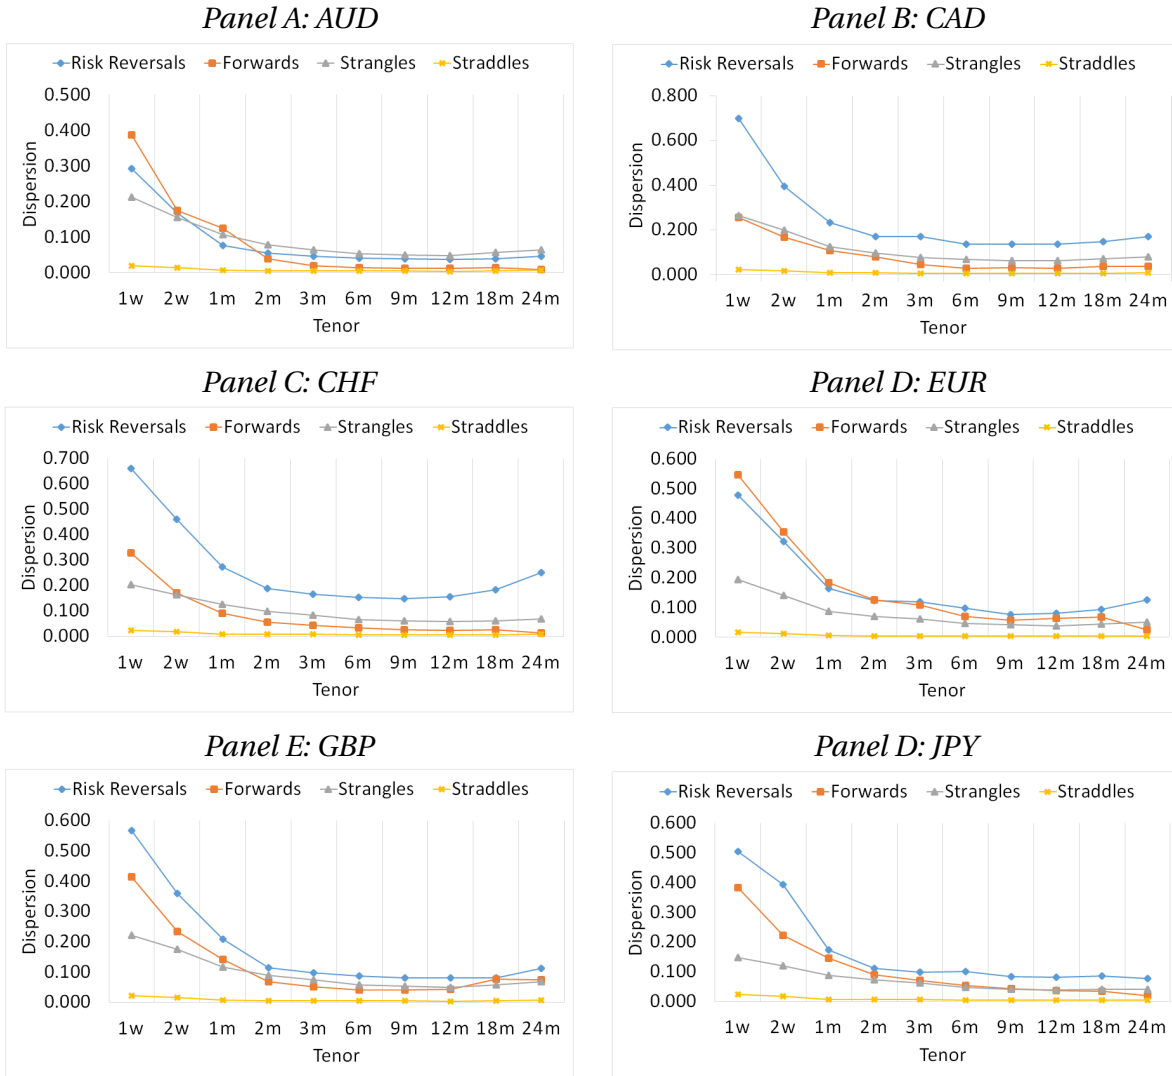 Panel A: AUD
Risk Reversals Forwards Strangles Straddles
0.500
0.400
0.300
0.200
0.100
0.000
Dispersion
1w 2w 1m 2m 3m 6m 9m 12m 18m 24m
Tenor
Panel B: CAD
Risk Reversals Forwards Strangles Straddles
0.800
0.600
0.400
0.200
0.000
Dispersion
1w 2w 1m 2m 3m 6m 9m 12m 18m 24m
Tenor
Panel C: CHF
Risk Reversals Forwards Strangles Straddles
0.700
0.600
0.500
0.400
0.300
0.200
0.100
0.000
Dispersion
1w 2w 1m 2m 3m 6m 9m 12m 18m 24m
Tenor
Panel D: EUR
Risk Reversals Forwards Strangles Straddles
0.600
0.500
0.400
0.300
0.200
0.100
0.000
Dispersion
1w 2w 1m 2m 3m 6m 9m 12m 18m 24m
Tenor
Panel E: GBP
Risk Reversals Forwards Strangles Straddles
0.600
0.500
0.400
0.300
0.200
0.100
0.000
Dispersion
1w 2w 1m 2m 3m 6m 9m 12m 18m 24m
Tenor
Panel D: JPY
Risk Reversals Forwards Strangles Straddles
0.600
0.500
0.400
0.300
0.200
0.100
0.000
Dispersion
1w 2w 1m 2m 3m 6m 9m 12m 18m 24m
Tenor